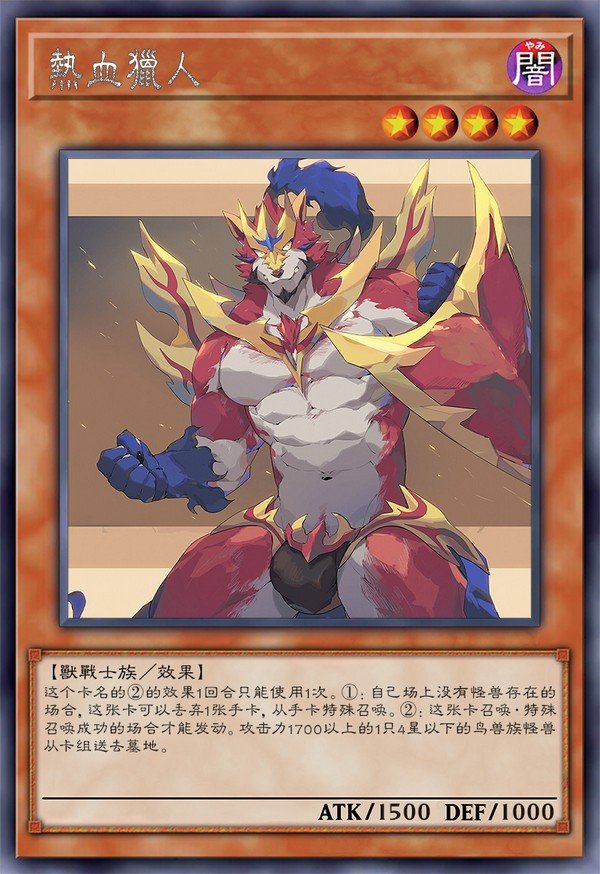 熱血獵人
やみ
闇
【獸戰士族／效果】
这个卡名的②的效果1回合只能使用1次。①：自己场上没有怪兽存在的
场合，这张卡可以丢弃1张手卡，从手卡特殊召唤。②：这张卡召唤·特殊
召唤成功的场合才能发动。攻击力1700以上的1只4星以下的鸟兽族怪兽
从卡组送去墓地。
ATK/1500 DEF/1000